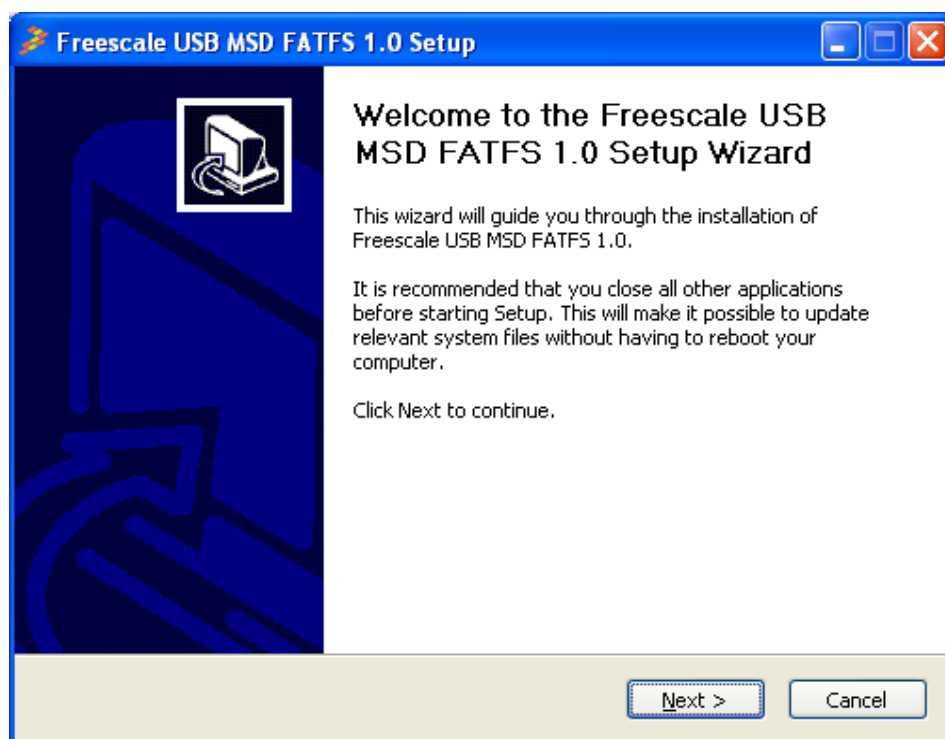 Freescale USB MSD FATFS 1.0 Setup
Welcome to the Freescale USB
MSD FATFS 1.0 Setup Wizard
This wizard will guide you through the installation of
Freescale USB MSD FATFS 1.0.
It is recommended that you close all other applications
before starting Setup. This will make it possible to update
relevant system files without having to reboot your
computer.
Click Next to continue.
Next >
Cancel